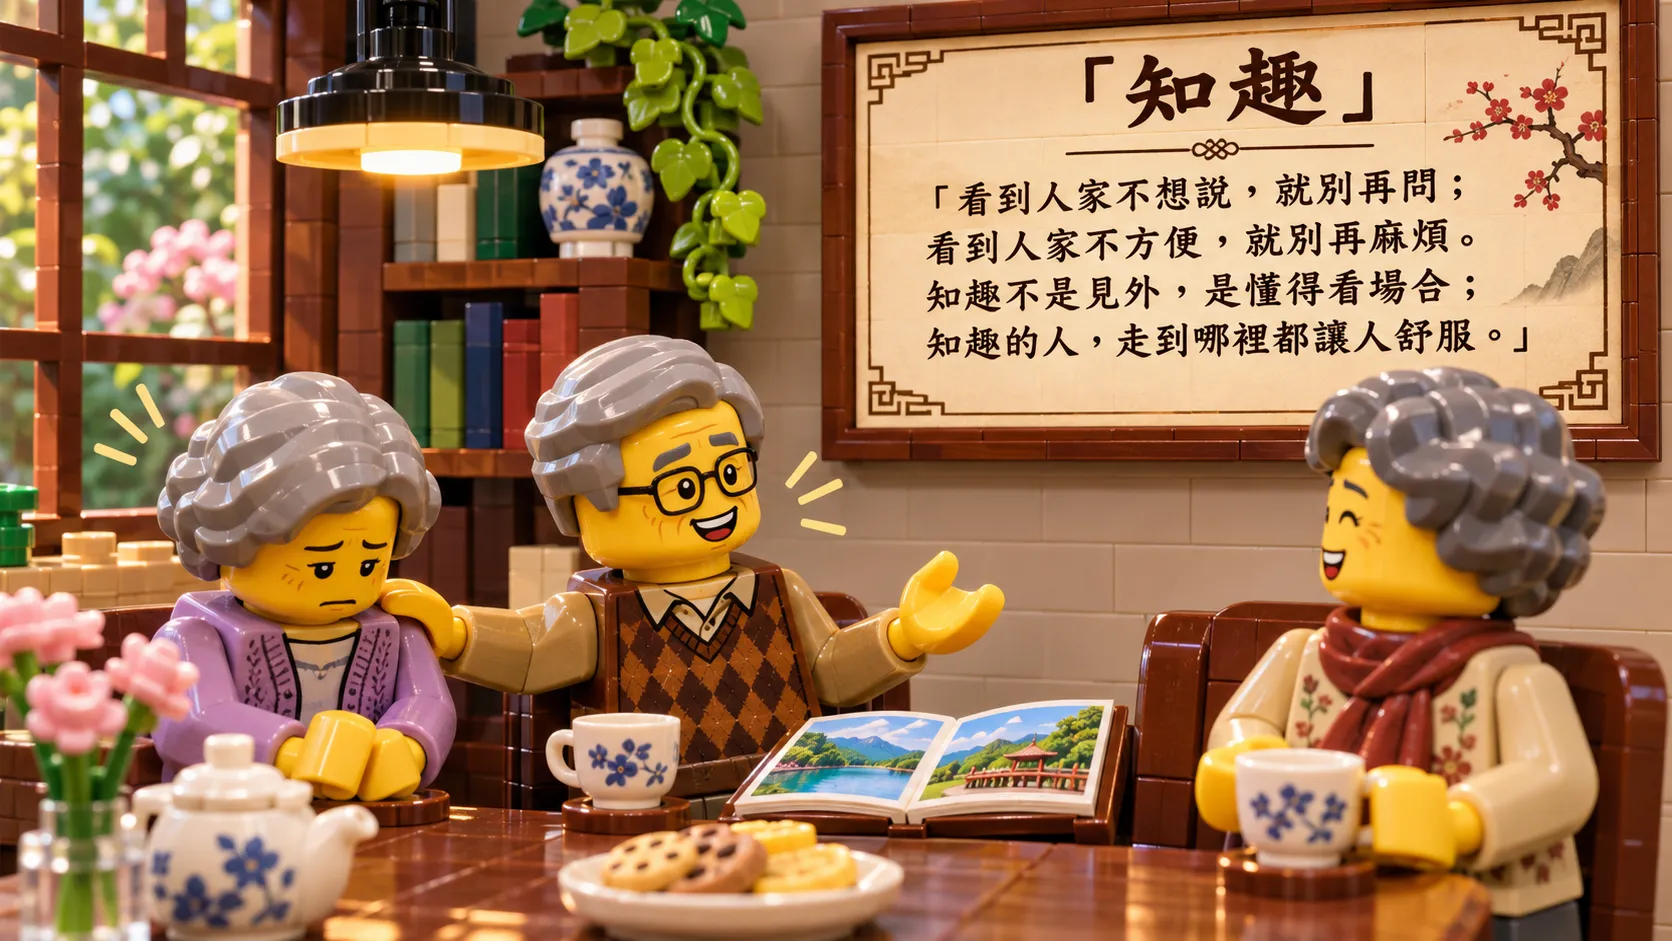 「知趣」
「看到人家不想說，就別再問；
看到人家不方便，就別再麻煩。
知趣不是見外，是懂得看場合；
知趣的人，走到哪裡都讓人舒服。」